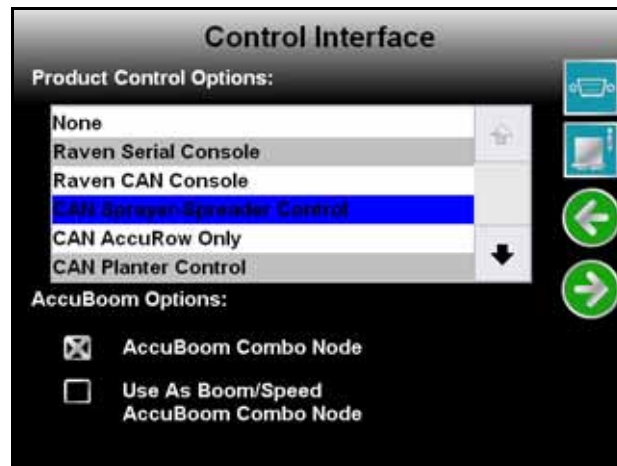 Control Interface
Product Control Options:
None
Raven Serial Console
Raven CAN Console
CAN Sprayer-Spreader Control
CAN AccuRow Only
CAN Planter Control
AccuBoom Options:
AccuBoom Combo Node
Use As Boom/Speed
AccuBoom Combo Node